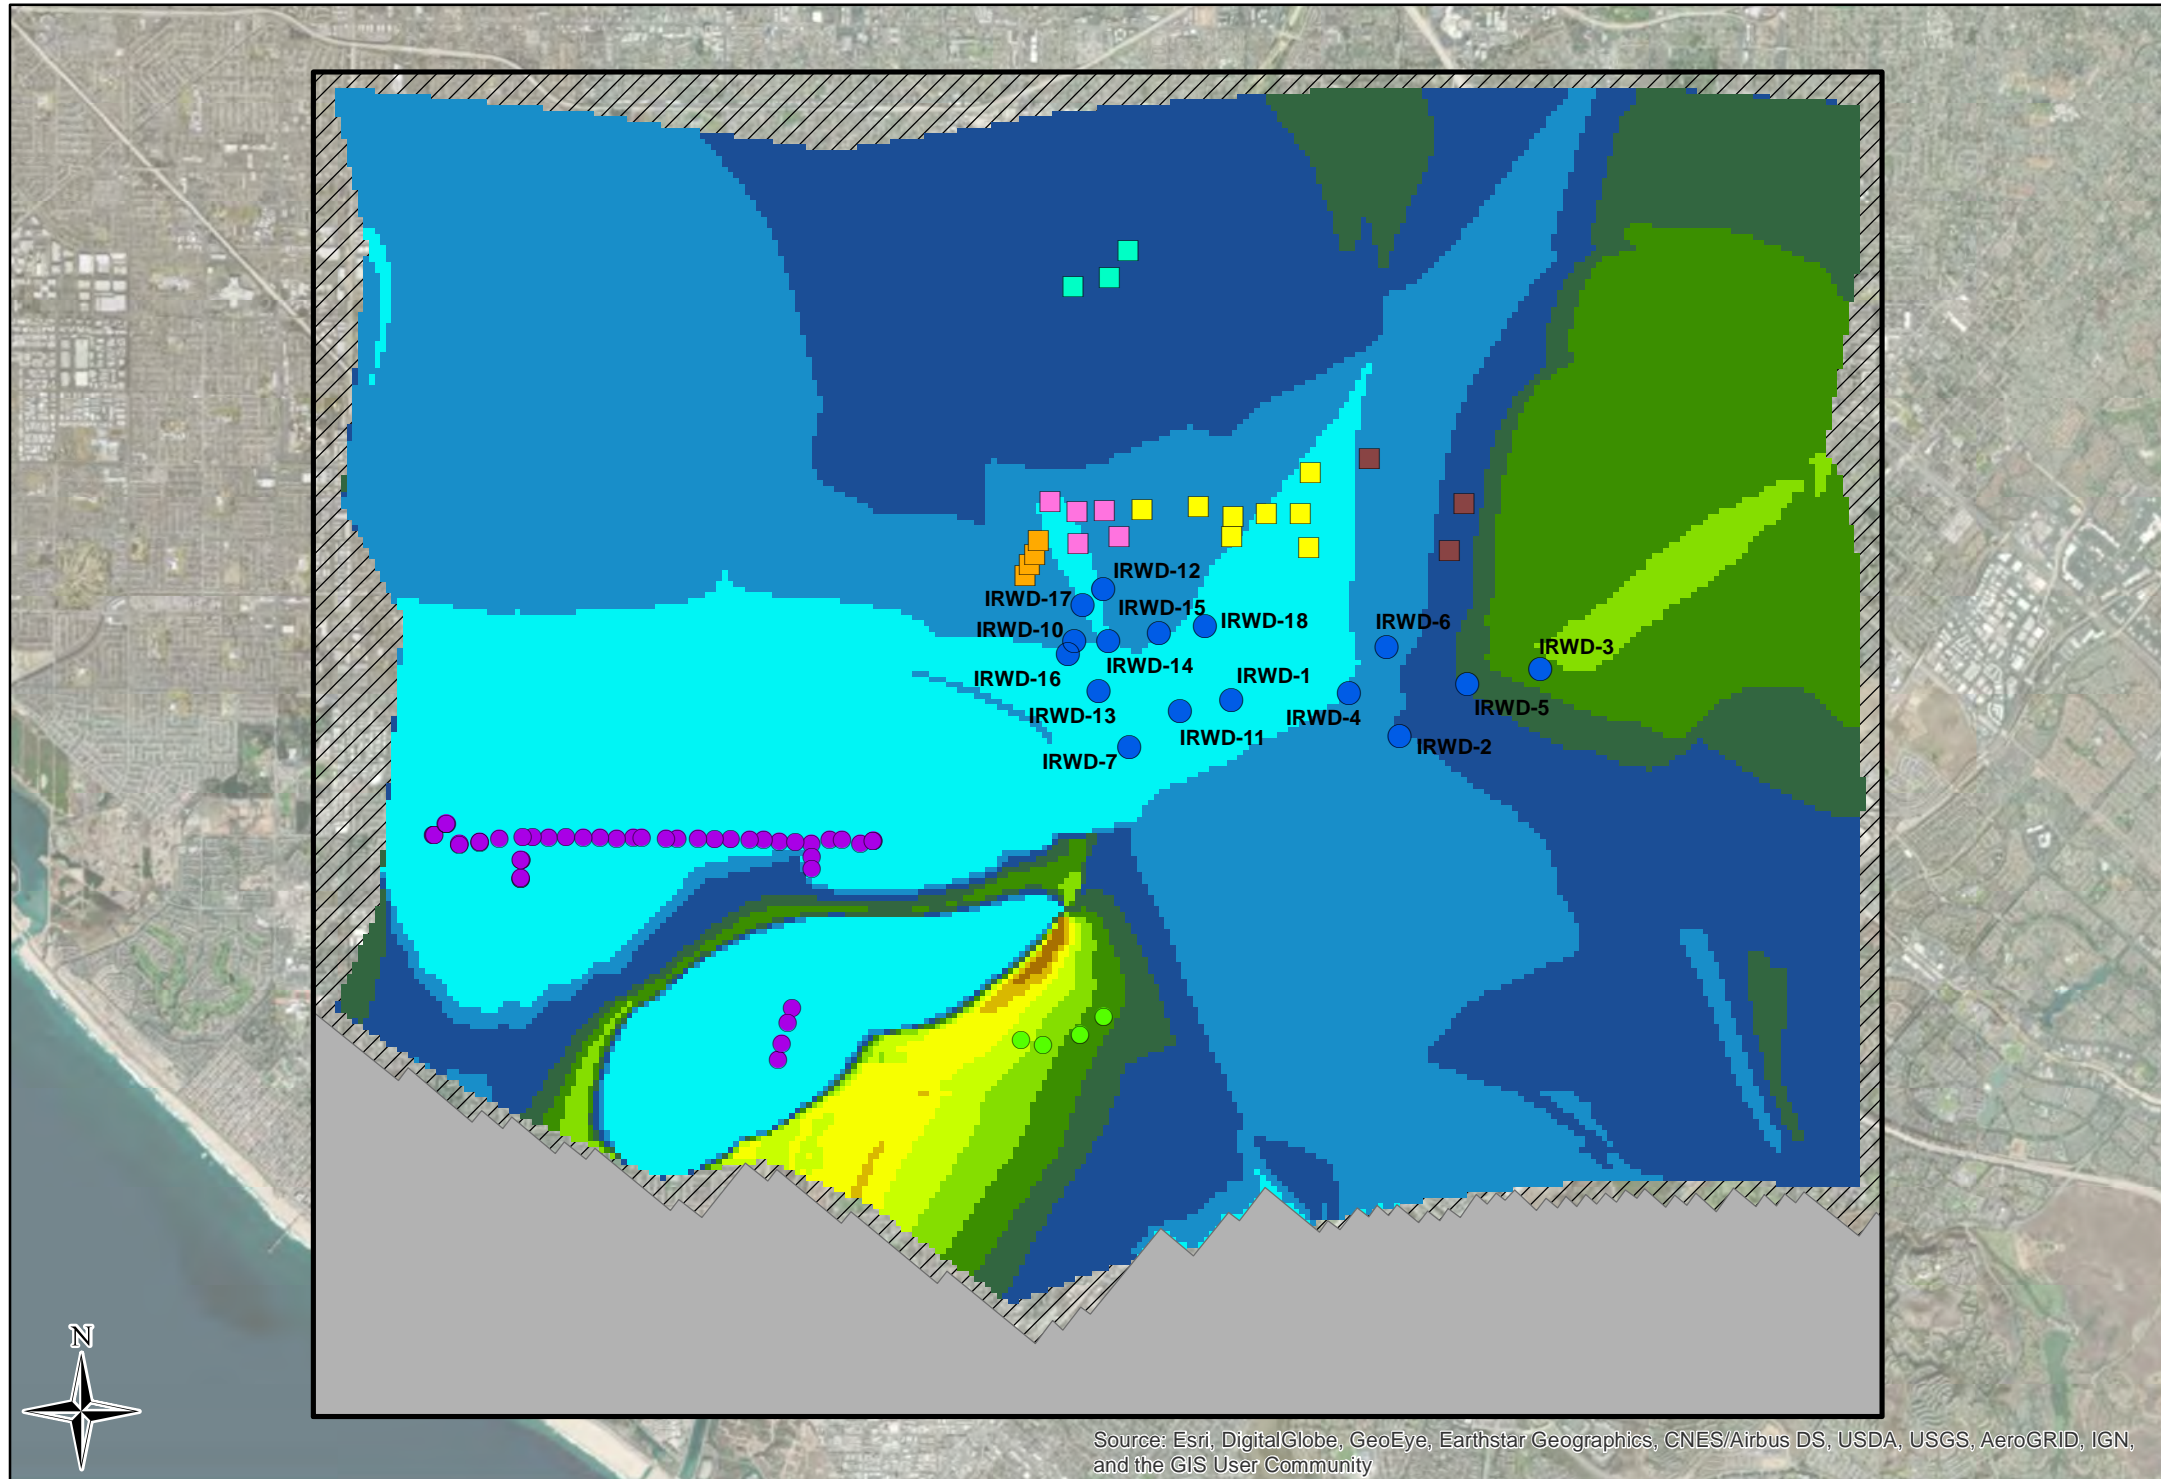 IRWD-12
IRWD-17
IRWD-15
IRWD-10
IRWD-18
IRWD-6
IRWD-3
IRWD-14
IRWD-16
IRWD-1
IRWD-5
IRWD-13
IRWD-4
IRWD-11
IRWD-2
IRWD-7
N
Source: Esri, DigitalGlobe, GeoEye, Earthstar Geographics, CNES/Airbus DS, USDA, USGS, AeroGRID, IGN,
and the GIS User Community